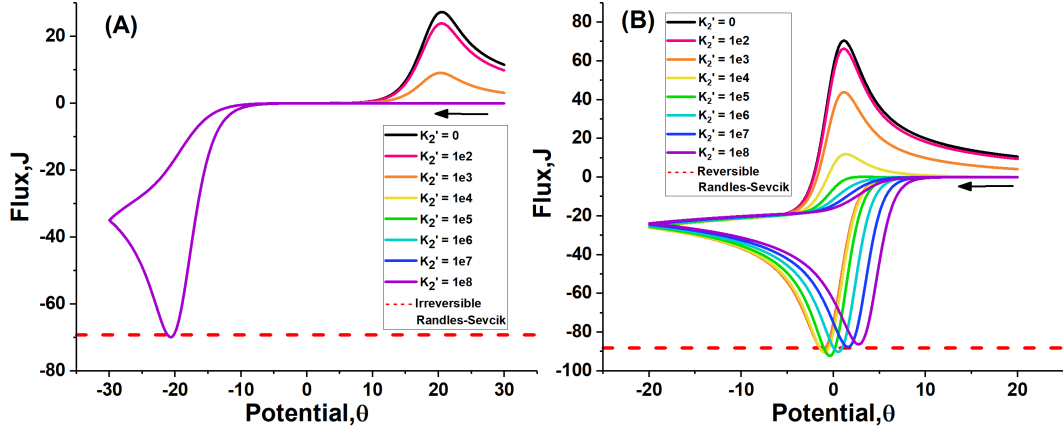 (A)
Flux,J
20
0
-20
-40
-60
-80
-30
-20
-10
0
10
20
30
Potential,θ
K₂' = 0
K₂' = 1e2
K₂' = 1e3
K₂' = 1e4
K₂' = 1e5
K₂' = 1e6
K₂' = 1e7
K₂' = 1e8
Irreversible
Randles-Sevcik
(B)
Flux,J
80
60
40
20
0
-20
-40
-60
-80
-100
-20
-10
0
10
20
Potential,θ
K₂' = 0
K₂' = 1e2
K₂' = 1e3
K₂' = 1e4
K₂' = 1e5
K₂' = 1e6
K₂' = 1e7
K₂' = 1e8
Reversible
Randles-Sevcik